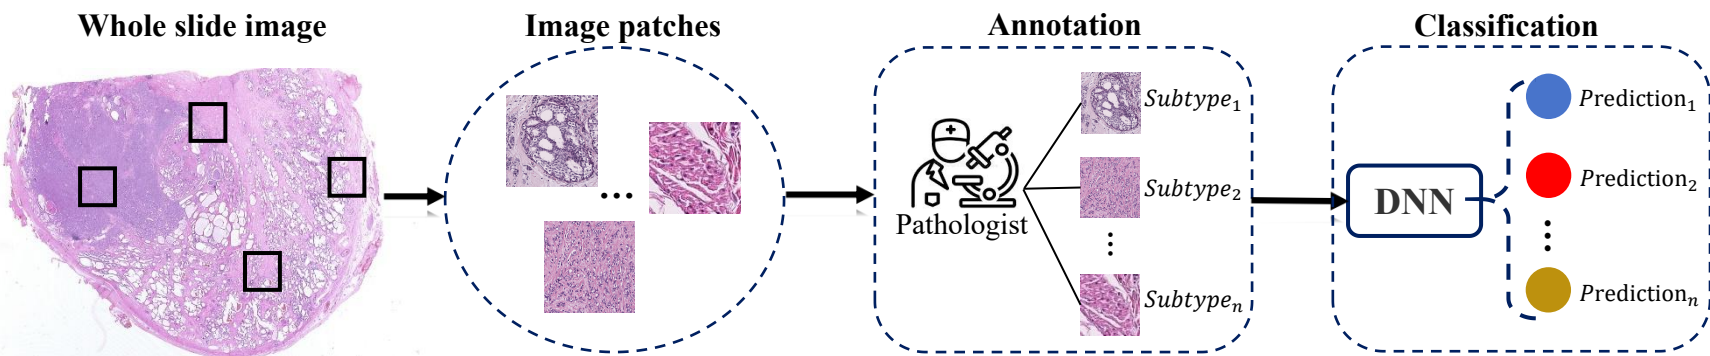 Whole slide image
Image patches
Annotation
Classification
...
Pathologist
Subtype₁
Subtype₂
⋮
Subtypeₙ
DNN
Prediction₁
Prediction₂
⋮
Predictionₙ